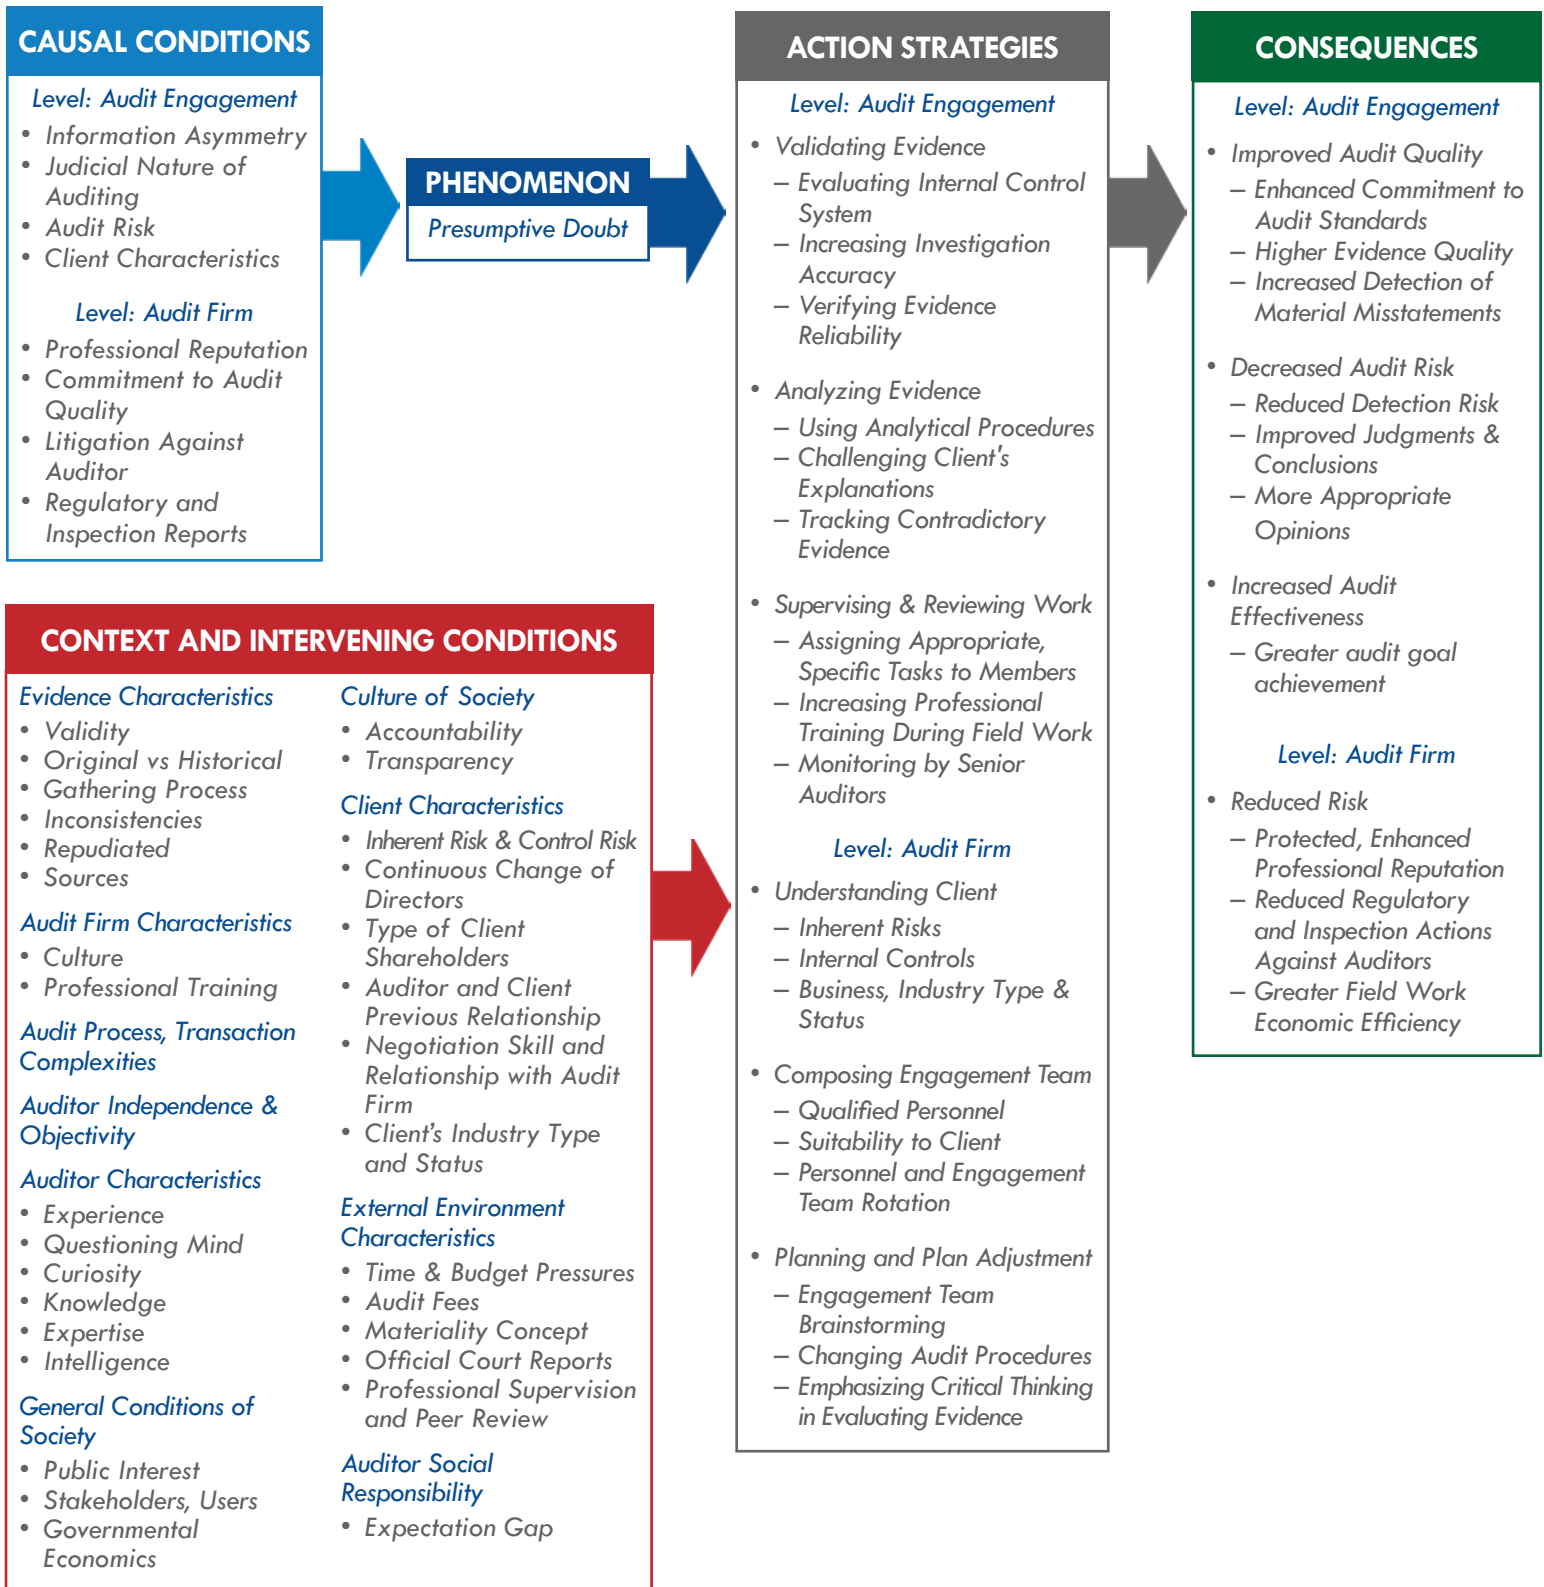 CAUSAL CONDITIONS
Level: Audit Engagement
• Information Asymmetry
• Judicial Nature of
Auditing
• Audit Risk
• Client Characteristics
Level: Audit Firm
• Professional Reputation
• Commitment to Audit
Quality
• Litigation Against
Auditor
• Regulatory and
Inspection Reports
PHENOMENON
Presumptive Doubt
CONTEXT AND INTERVENING CONDITIONS
Evidence Characteristics
• Validity
• Original vs Historical
• Gathering Process
• Inconsistencies
• Repudiated
• Sources
Audit Firm Characteristics
• Culture
• Professional Training
Audit Process, Transaction
Complexities
Auditor Independence &
Objectivity
Auditor Characteristics
• Experience
• Questioning Mind
• Curiosity
• Knowledge
• Expertise
• Intelligence
General Conditions of
Society
• Public Interest
• Stakeholders, Users
• Governmental
Economics
Culture of Society
• Accountability
• Transparency
Client Characteristics
• Inherent Risk & Control Risk
• Continuous Change of
Directors
• Type of Client
Shareholders
• Auditor and Client
Previous Relationship
• Negotiation Skill and
Relationship with Audit
Firm
• Client's Industry Type
and Status
External Environment
Characteristics
• Time & Budget Pressures
• Audit Fees
• Materiality Concept
• Official Court Reports
• Professional Supervision
and Peer Review
Auditor Social
Responsibility
• Expectation Gap
ACTION STRATEGIES
Level: Audit Engagement
• Validating Evidence
– Evaluating Internal Control
System
– Increasing Investigation
Accuracy
– Verifying Evidence
Reliability
• Analyzing Evidence
– Using Analytical Procedures
– Challenging Client's
Explanations
– Tracking Contradictory
Evidence
• Supervising & Reviewing Work
– Assigning Appropriate,
Specific Tasks to Members
– Increasing Professional
Training During Field Work
– Monitoring by Senior
Auditors
Level: Audit Firm
• Understanding Client
– Inherent Risks
– Internal Controls
– Business, Industry Type &
Status
• Composing Engagement Team
– Qualified Personnel
– Suitability to Client
– Personnel and Engagement
Team Rotation
• Planning and Plan Adjustment
– Engagement Team
Brainstorming
– Changing Audit Procedures
– Emphasizing Critical Thinking
in Evaluating Evidence
CONSEQUENCES
Level: Audit Engagement
• Improved Audit Quality
– Enhanced Commitment to
Audit Standards
– Higher Evidence Quality
– Increased Detection of
Material Misstatements
• Decreased Audit Risk
– Reduced Detection Risk
– Improved Judgments &
Conclusions
– More Appropriate
Opinions
• Increased Audit
Effectiveness
– Greater audit goal
achievement
Level: Audit Firm
• Reduced Risk
– Protected, Enhanced
Professional Reputation
– Reduced Regulatory
and Inspection Actions
Against Auditors
– Greater Field Work
Economic Efficiency